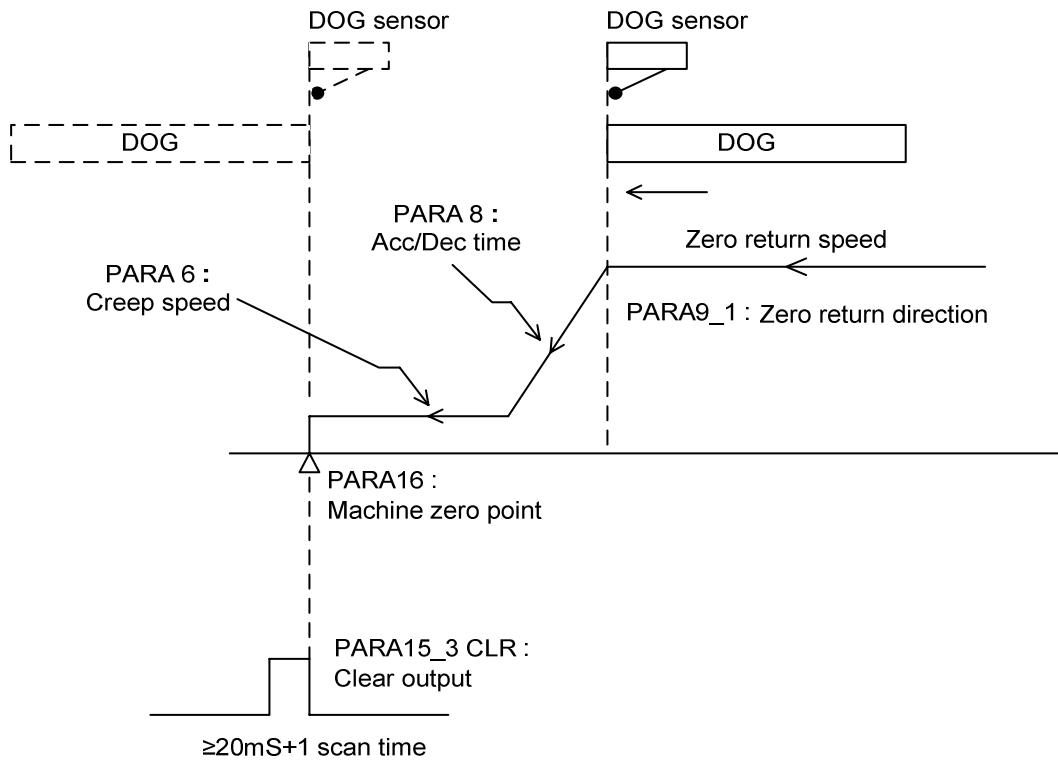 DOG sensor
DOG sensor
DOG
DOG
PARA 8 :
Acc/Dec time
Zero return speed
PARA 6 :
Creep speed
PARA9_1 : Zero return direction
PARA16 :
Machine zero point
PARA15_3 CLR :
Clear output
≥20mS+1 scan time